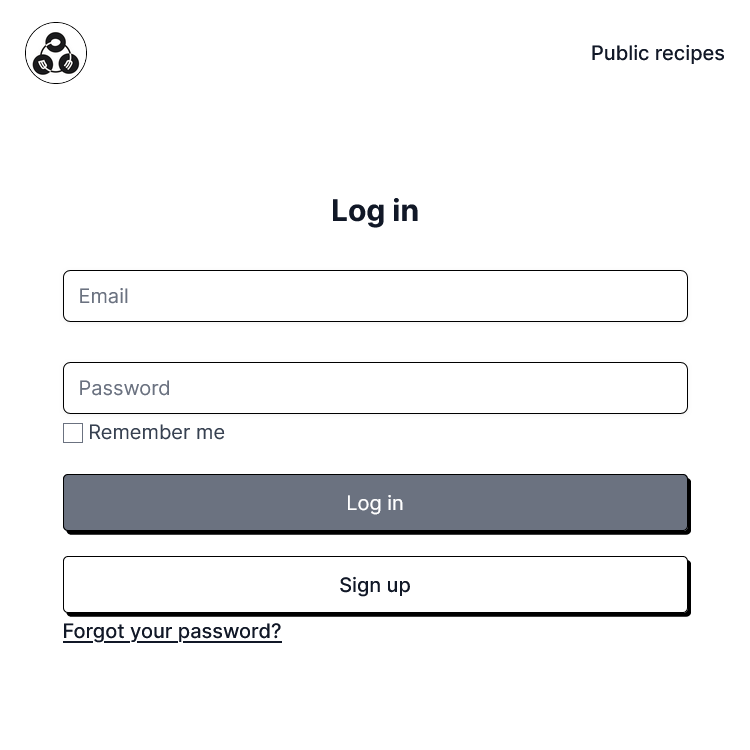 Public recipes
Log in
Email
Password
Remember me
Log in
Sign up
Forgot your password?